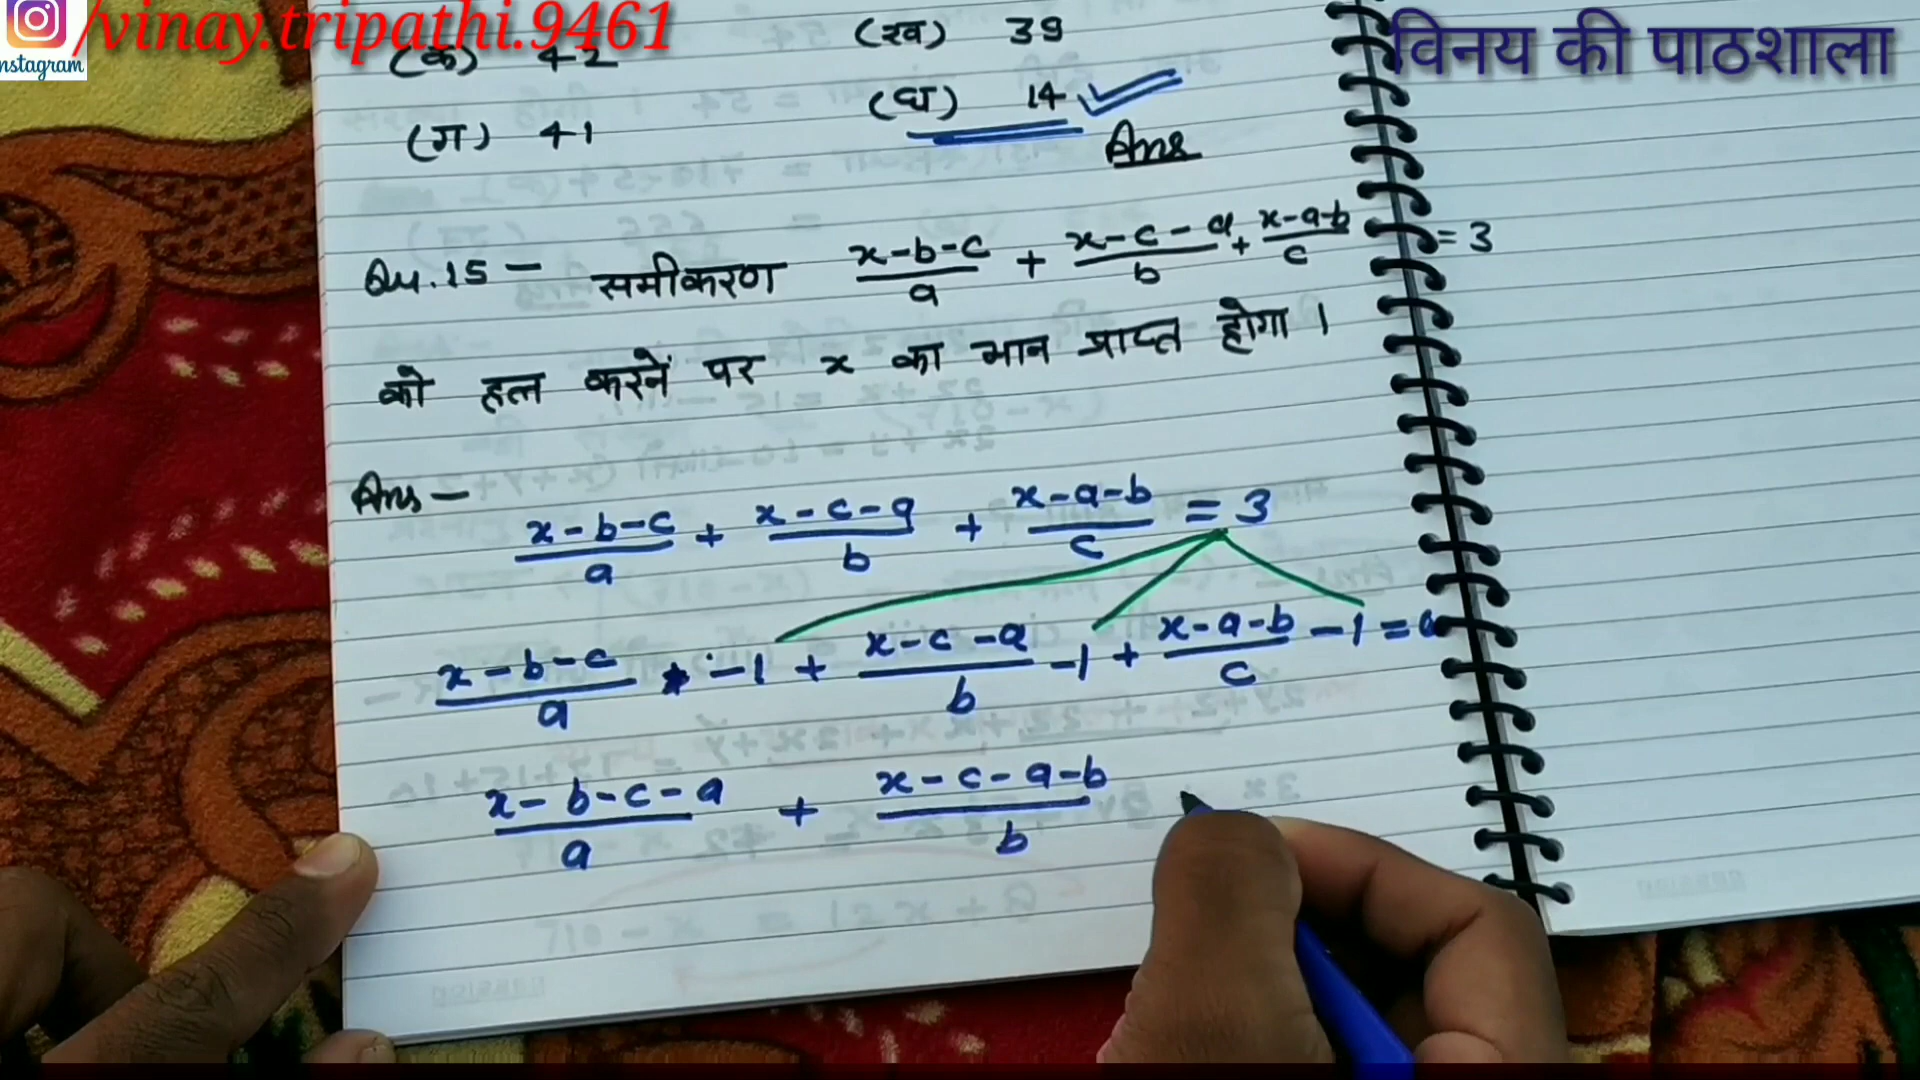 /vinay.tripathi.9461
Instagram
विनय की पाठशाला
(क) 42 (ख) 39
(ग) 41 (घ) 14 Ans
Qu.15 - समीकरण (x-b-c)/a + (x-c-a)/b + (x-a-b)/c = 3
को हल करनें पर x का मान प्राप्त होगा ।
Ans - (x-b-c)/a + (x-c-a)/b + (x-a-b)/c = 3
(x-b-c)/a -1 + (x-c-a)/b -1 + (x-a-b)/c -1 = 0
(x-b-c-a)/a + (x-c-a-b)/b